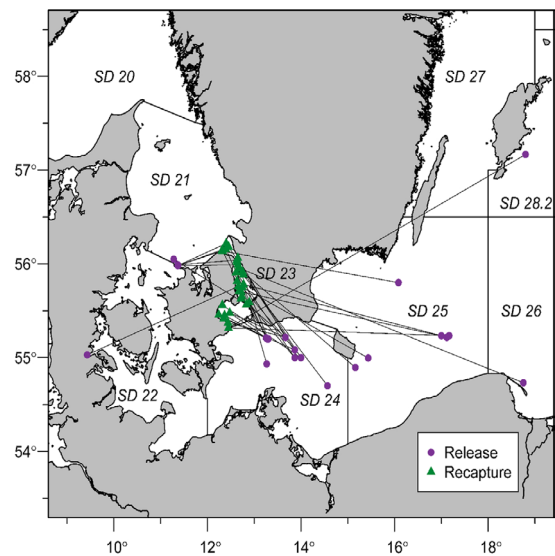 58°
57°
56°
55°
54°
SD 20
SD 27
SD 21
SD 28.2
SD 23
SD 25
SD 26
SD 22
SD 24
Release
Recapture
10°
12°
14°
16°
18°